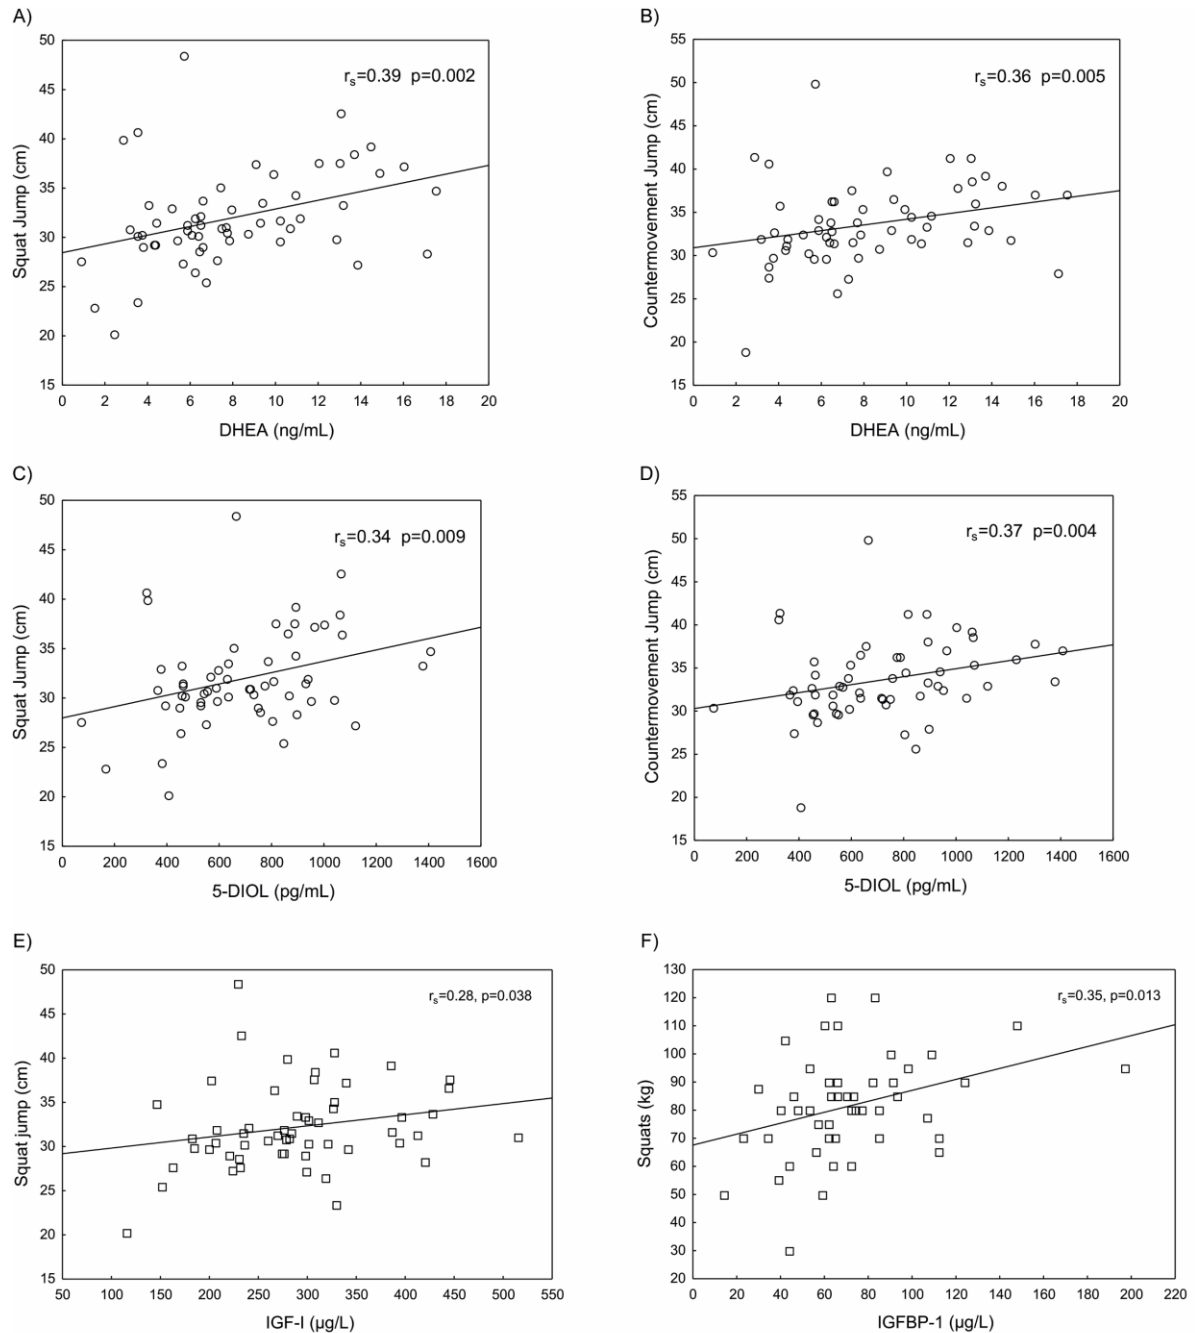 A)
50
45
40
35
30
25
20
15
Squat Jump (cm)
r_s=0.39 p=0.002
0 2 4 6 8 10 12 14 16 18 20
DHEA (ng/mL)
B)
55
50
45
40
35
30
25
20
15
Countermovement Jump (cm)
r_s=0.36 p=0.005
0 2 4 6 8 10 12 14 16 18 20
DHEA (ng/mL)
C)
50
45
40
35
30
25
20
15
Squat Jump (cm)
r_s=0.34 p=0.009
0 200 400 600 800 1000 1200 1400 1600
5-DIOL (pg/mL)
D)
55
50
45
40
35
30
25
20
15
Countermovement Jump (cm)
r_s=0.37 p=0.004
0 200 400 600 800 1000 1200 1400 1600
5-DIOL (pg/mL)
E)
50
45
40
35
30
25
20
15
Squat jump (cm)
r_s=0.28, p=0.038
50 100 150 200 250 300 350 400 450 500 550
IGF-I (µg/L)
F)
130
120
110
100
90
80
70
60
50
40
30
20
Squats (kg)
r_s=0.35, p=0.013
0 20 40 60 80 100 120 140 160 180 200 220
IGFBP-1 (µg/L)